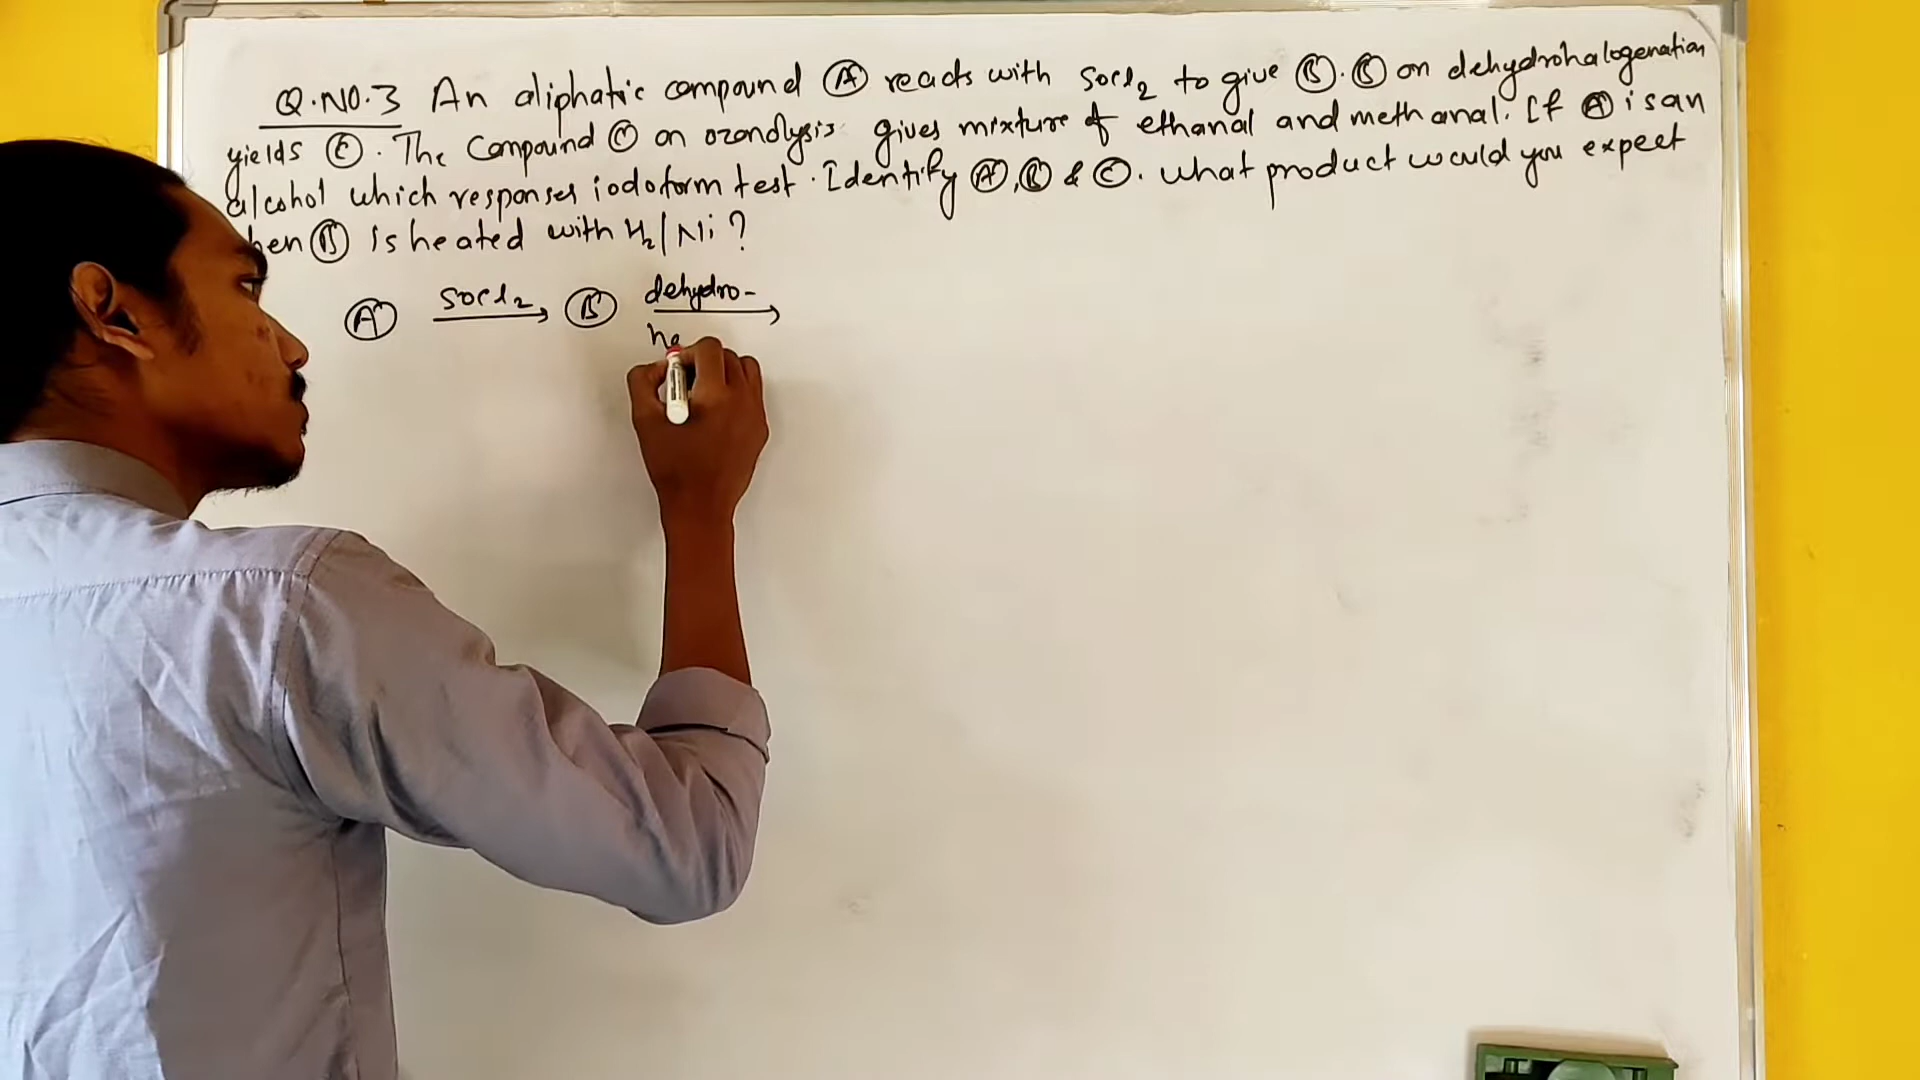 Q.NO.3 An aliphatic compound A reacts with SOCl2 to give B. B on dehydrohalogenation
yields C. The compound C on ozonolysis gives mixture of ethanal and methanal. If A is an
alcohol which responses iodoform test. Identify A, B & C. what product would you expect
hen B is heated with H2/Ni?
A SOCl2 B dehydro-
ha